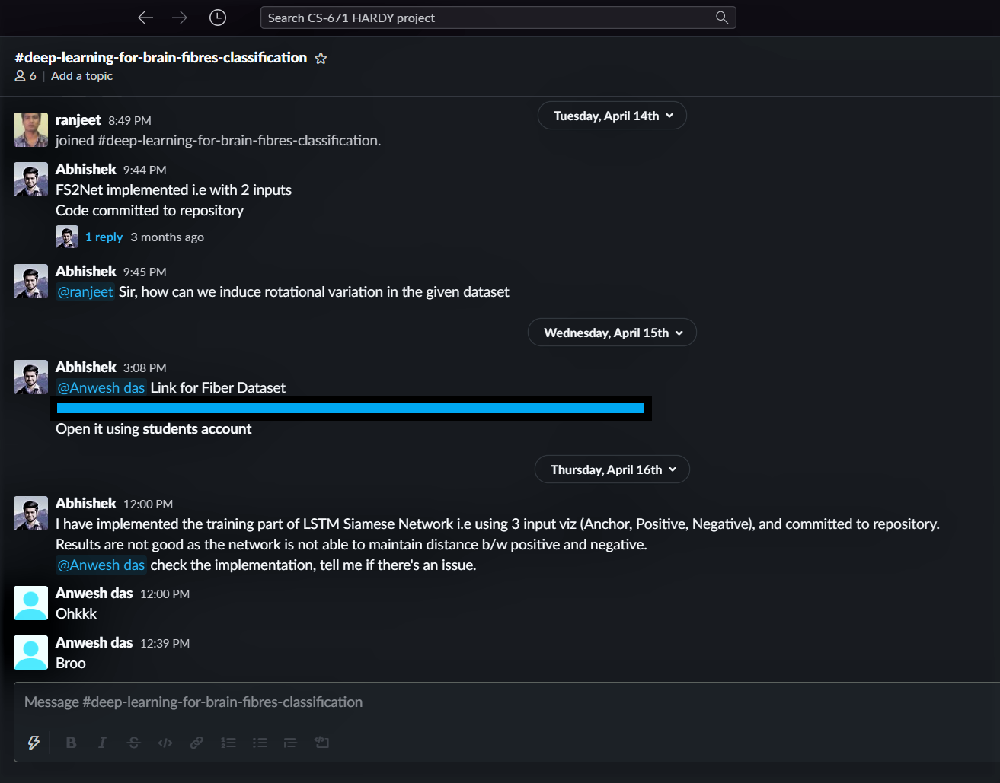 Search CS-671 HARDY project
#deep-learning-for-brain-fibres-classification
6 | Add a topic
Tuesday, April 14th
ranjeet 8:49 PM
joined #deep-learning-for-brain-fibres-classification.
Abhishek 9:44 PM
FS2Net implemented i.e with 2 inputs
Code committed to repository
1 reply 3 months ago
Abhishek 9:45 PM
@ranjeet Sir, how can we induce rotational variation in the given dataset
Wednesday, April 15th
Abhishek 3:08 PM
@Anwesh das Link for Fiber Dataset
Open it using students account
Thursday, April 16th
Abhishek 12:00 PM
I have implemented the training part of LSTM Siamese Network i.e using 3 input viz (Anchor, Positive, Negative), and committed to repository.
Results are not good as the network is not able to maintain distance b/w positive and negative.
@Anwesh das check the implementation, tell me if there's an issue.
Anwesh das 12:00 PM
Ohkkk
Anwesh das 12:39 PM
Broo
Message #deep-learning-for-brain-fibres-classification
B I S </>